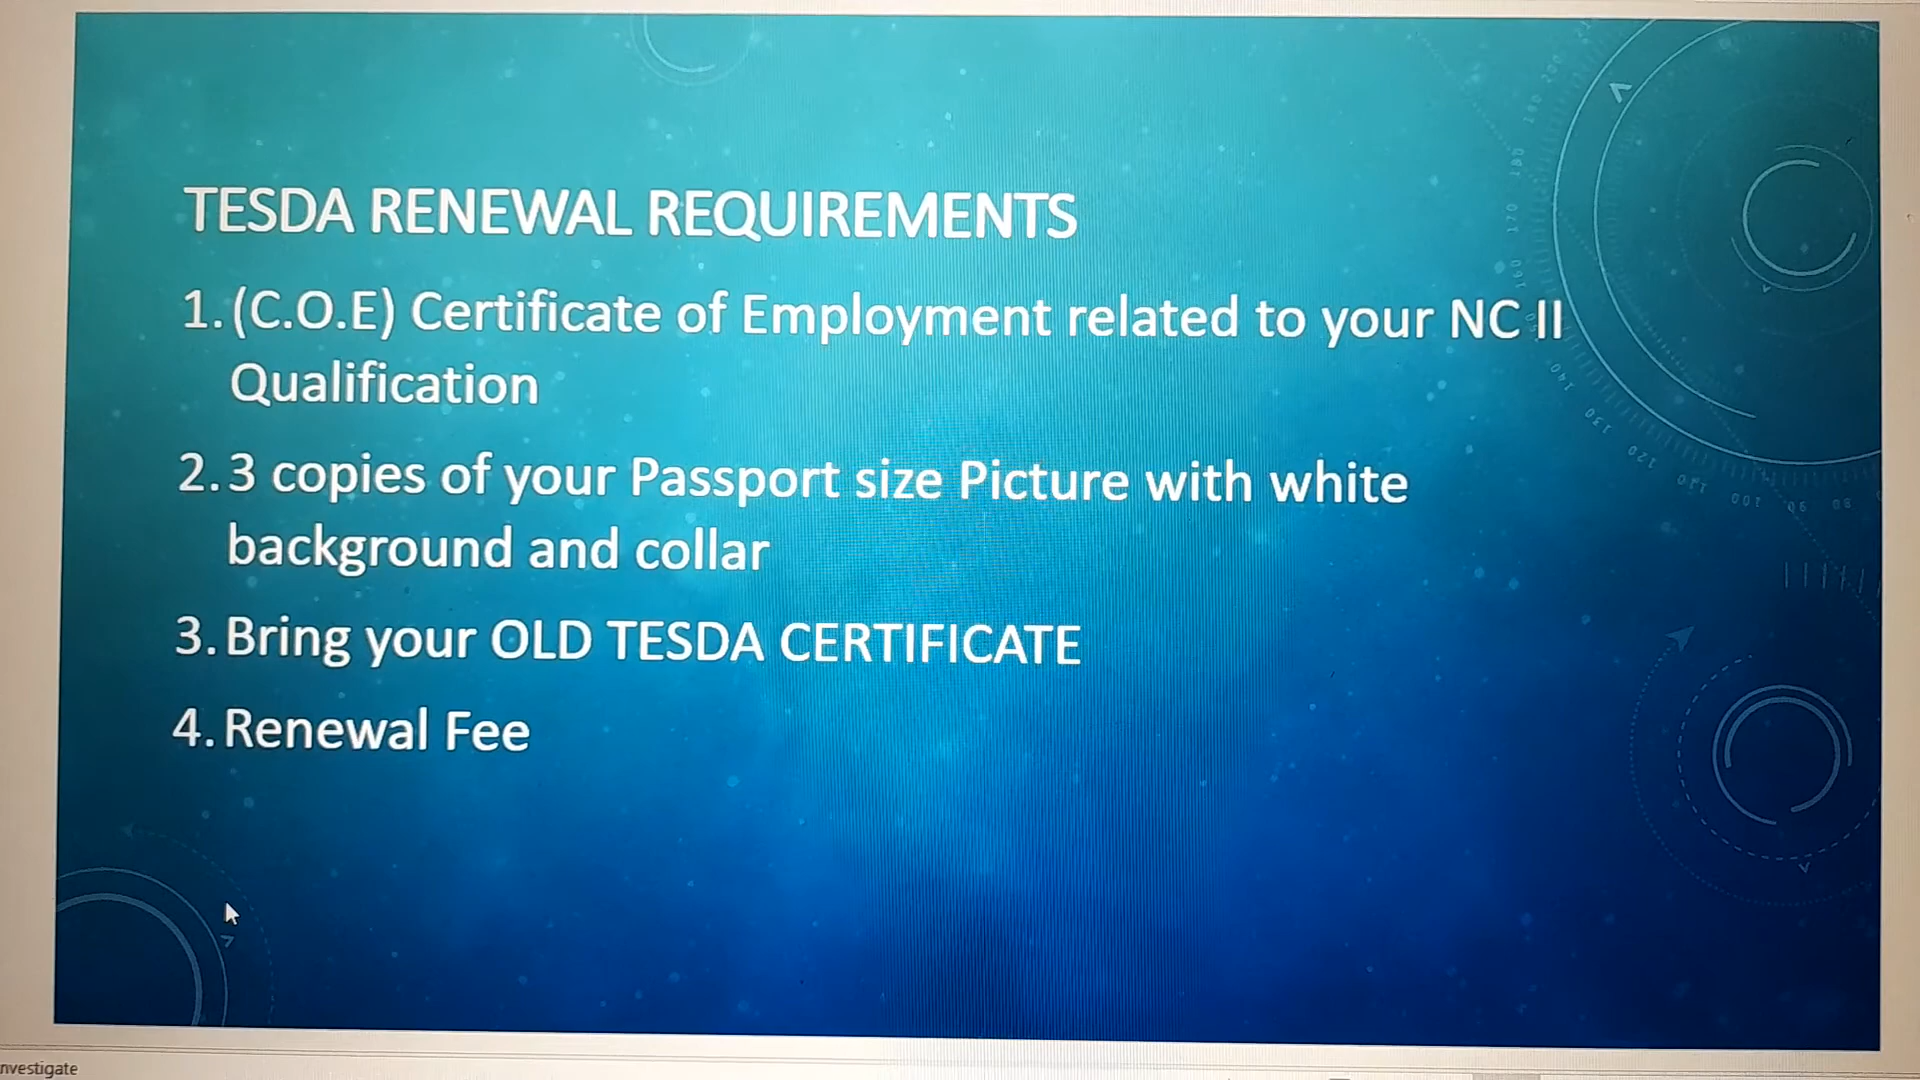 TESDA RENEWAL REQUIREMENTS
1. (C.O.E) Certificate of Employment related to your NC II
Qualification
2. 3 copies of your Passport size Picture with white
background and collar
3. Bring your OLD TESDA CERTIFICATE
4. Renewal Fee
nvestigate